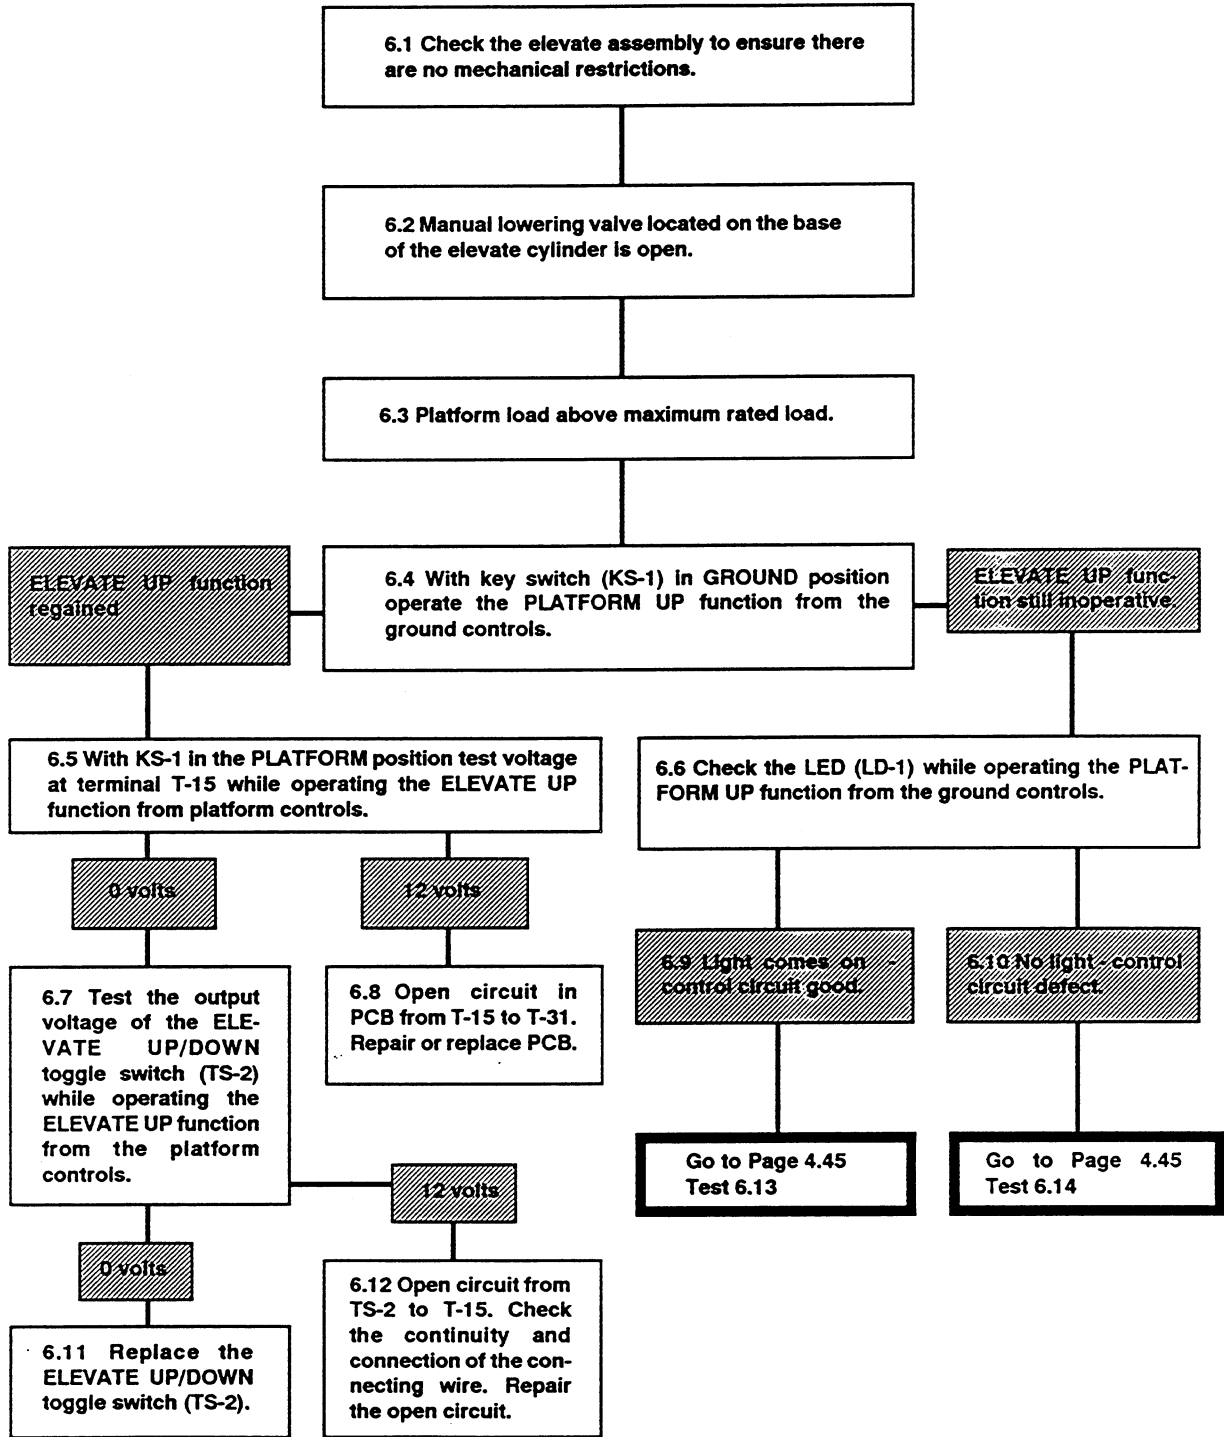 6.1 Check the elevate assembly to ensure there
are no mechanical restrictions.
6.2 Manual lowering valve located on the base
of the elevate cylinder is open.
6.3 Platform load above maximum rated load.
ELEVATE UP function
regained
6.4 With key switch (KS-1) in GROUND position
operate the PLATFORM UP function from the
ground controls.
ELEVATE UP func-
tion still inoperative.
6.5 With KS-1 in the PLATFORM position test voltage
at terminal T-15 while operating the ELEVATE UP
function from platform controls.
6.6 Check the LED (LD-1) while operating the PLAT-
FORM UP function from the ground controls.
0 volts
12 volts
6.7 Test the output
voltage of the ELE-
VATE UP/DOWN
toggle switch (TS-2)
while operating the
ELEVATE UP function
from the platform
controls.
6.8 Open circuit in
PCB from T-15 to T-31.
Repair or replace PCB.
6.9 Light comes on -
control circuit good.
6.10 No light - control
circuit defect.
Go to Page 4.45
Test 6.13
Go to Page 4.45
Test 6.14
12 volts
0 volts
6.11 Replace the
ELEVATE UP/DOWN
toggle switch (TS-2).
6.12 Open circuit from
TS-2 to T-15. Check
the continuity and
connection of the con-
necting wire. Repair
the open circuit.